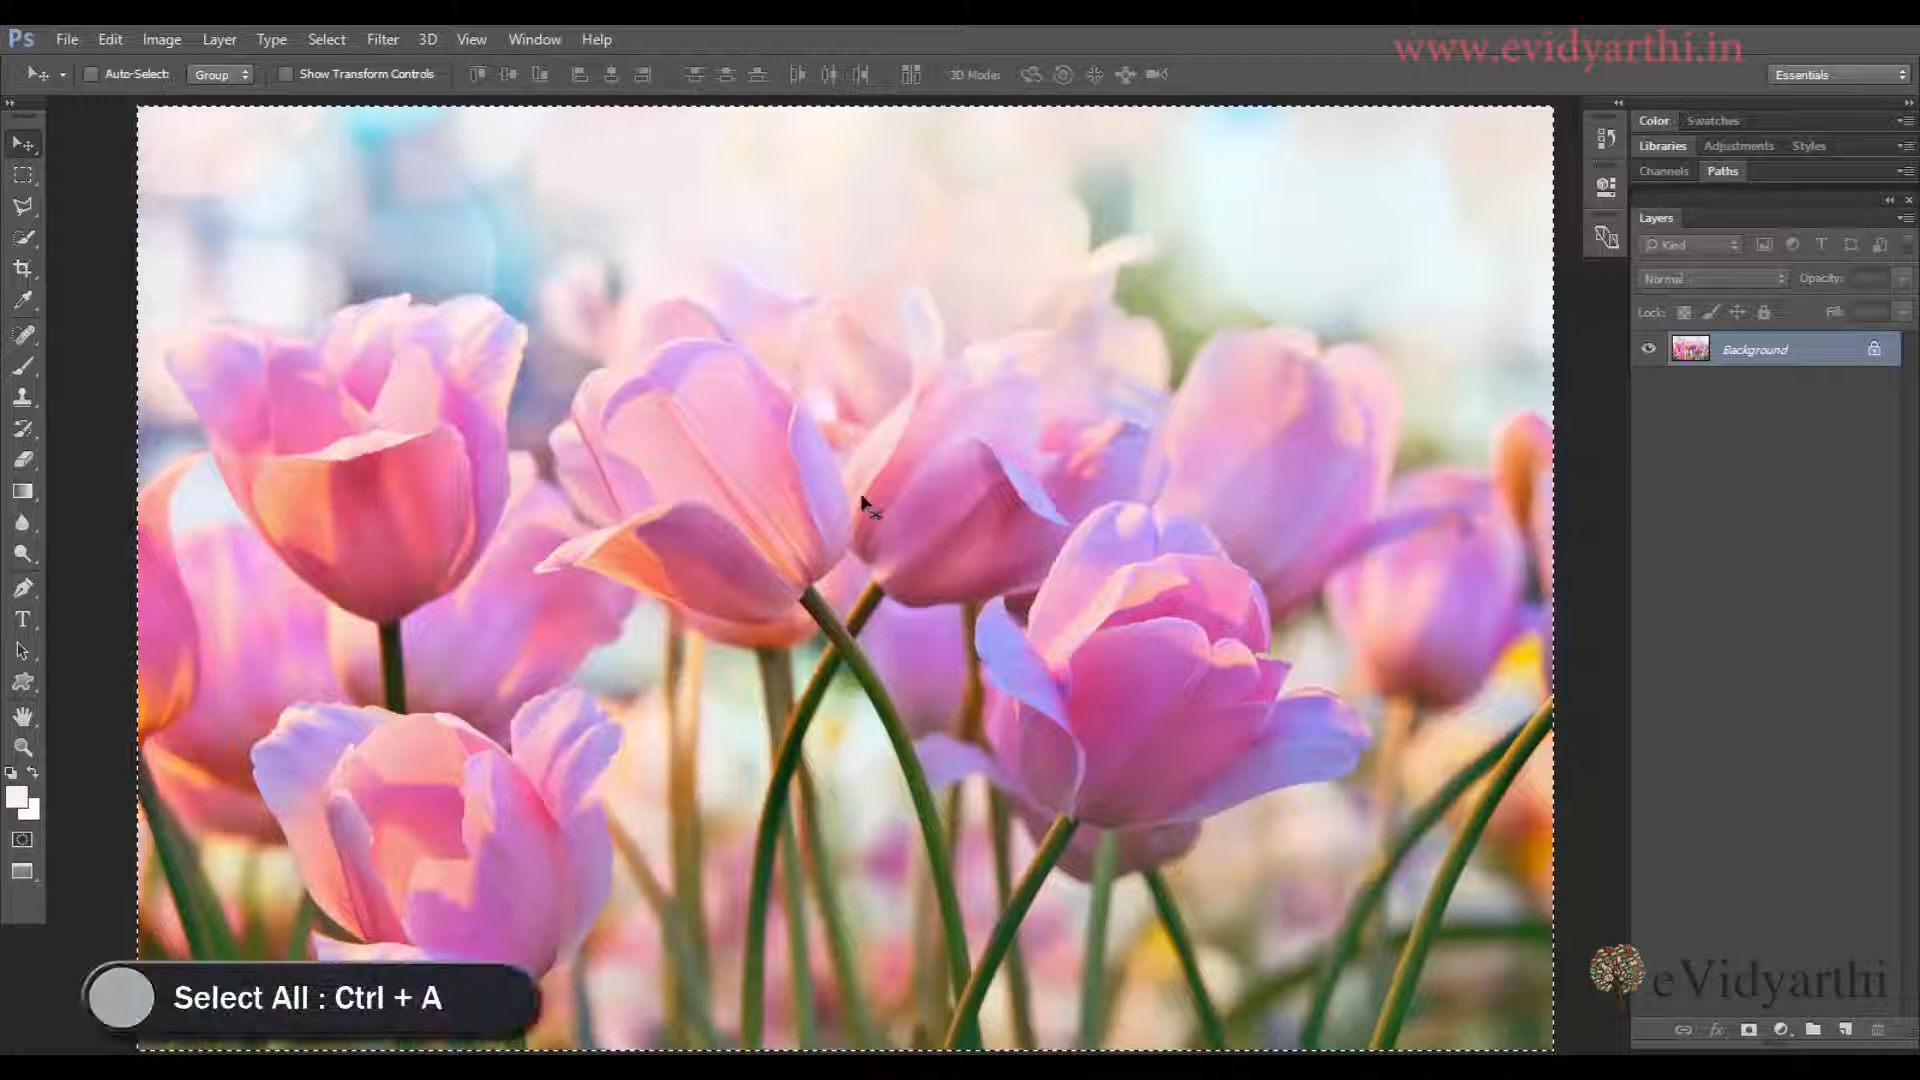 Ps File Edit Image Layer Type Select Filter 3D View Window Help
www.evidyarthi.in
Auto-Select: Group Show Transform Controls 3D Mode: Essentials
Color Swatches
Libraries Adjustments Styles
Channels Paths
Layers
Kind
Normal Opacity:
Lock: Fill:
Background
eVidyarthi
Select All : Ctrl + A
fx